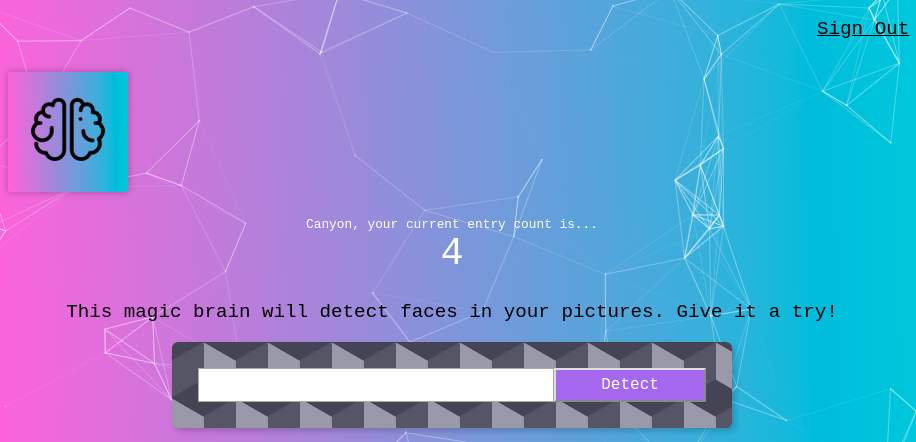 Sign Out
Canyon, your current entry count is...
4
This magic brain will detect faces in your pictures. Give it a try!
Detect